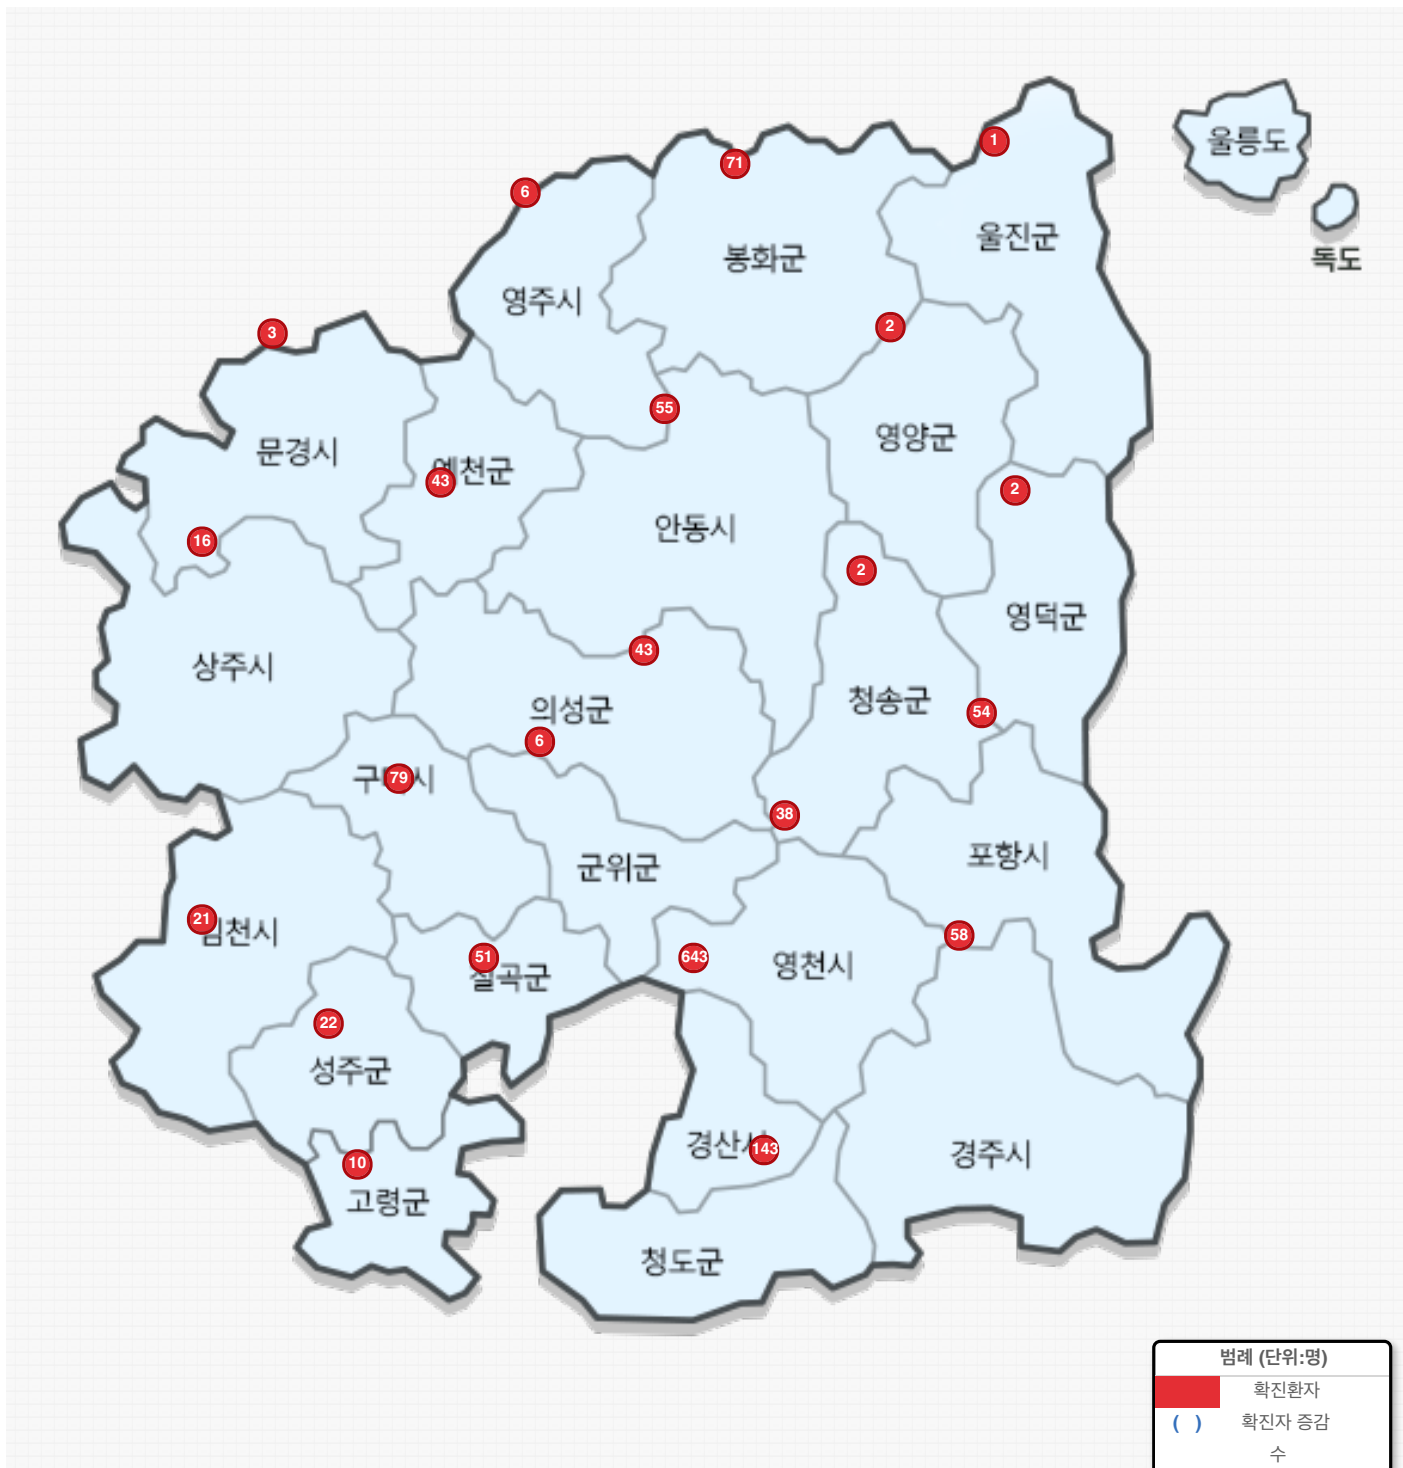 울릉도
1
71
6
울진군
봉화군
독도
영주시
2
3
55
영양군
문경시
천군
43
2
안동시
16
2
영덕군
43
상주시
청송군
의성군
54
6
구
79
시
38
포항시
군위군
21
천시
58
51
643
영천시
곡군
22
성주군
경산
143
경주시
10
고령군
청도군
범례 (단위:명)
확진환자
( ) 확진자 증감
수